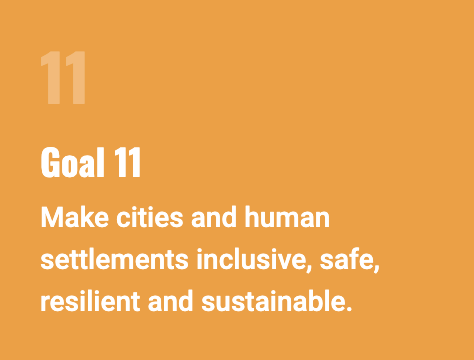 11
Goal 11
Make cities and human
settlements inclusive, safe,
resilient and sustainable.